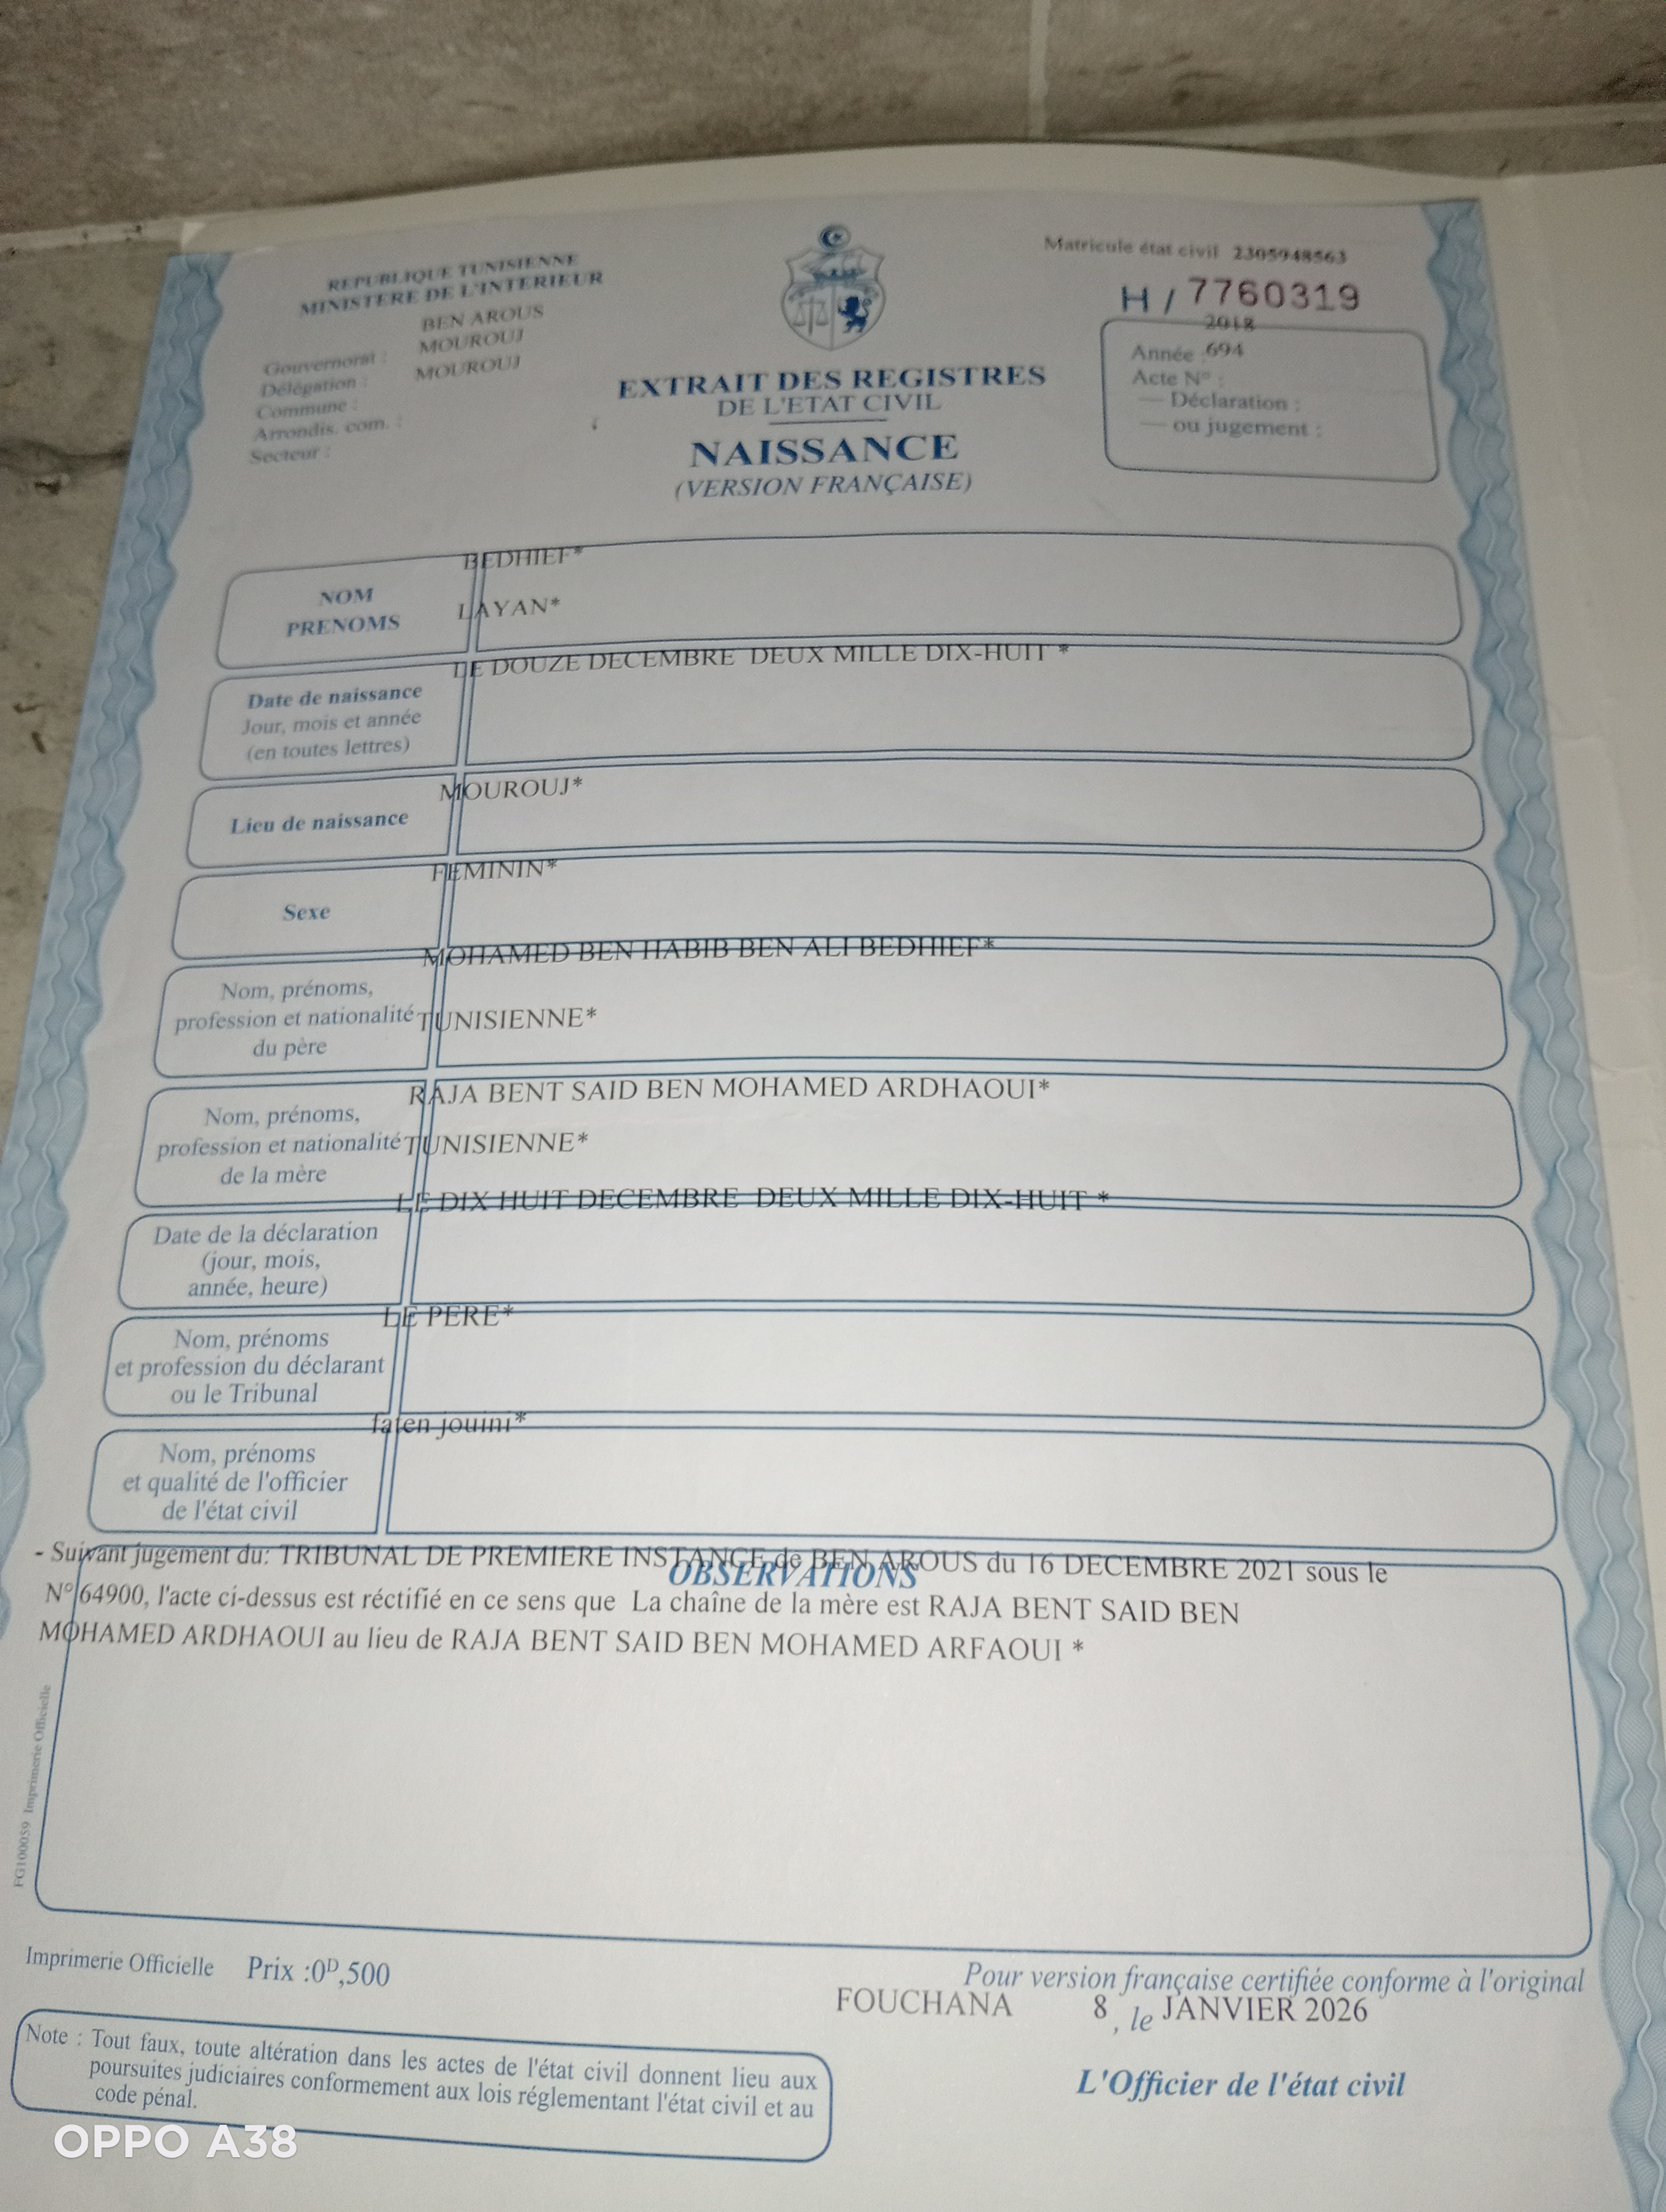 REPUBLIQUE TUNISIENNE
MINISTERE DE L'INTERIEUR
BEN AROUS
MOUROUJ
MOUROUJ
Gouvernorat :
Délégation :
Commune :
Arrondis. com. :
Secteur :
EXTRAIT DES REGISTRES
DE L'ETAT CIVIL
NAISSANCE
(VERSION FRANÇAISE)
Matricule état civil 2305948563
H / 7760319
2018
Année : 694
Acte N° :
— Déclaration :
— ou jugement :
NOM
PRENOMS
BEDHIEF*
LAYAN*
Date de naissance
Jour, mois et année
(en toutes lettres)
LE DOUZE DECEMBRE DEUX MILLE DIX-HUIT *
Lieu de naissance
MOUROUJ*
Sexe
FEMININ*
Nom, prénoms,
profession et nationalité
du père
MOHAMED BEN HABIB BEN ALI BEDHIEF*
TUNISIENNE*
Nom, prénoms,
profession et nationalité
de la mère
RAJA BENT SAID BEN MOHAMED ARDHAOUI*
TUNISIENNE*
Date de la déclaration
(jour, mois,
année, heure)
LE DIX HUIT DECEMBRE DEUX MILLE DIX-HUIT *
Nom, prénoms
et profession du déclarant
ou le Tribunal
LE PERE*
Nom, prénoms
et qualité de l'officier
de l'état civil
faten jouini*
OBSERVATIONS
- Suivant jugement du: TRIBUNAL DE PREMIERE INSTANCE de BEN AROUS du 16 DECEMBRE 2021 sous le
N° 64900, l'acte ci-dessus est réctifié en ce sens que La chaîne de la mère est RAJA BENT SAID BEN
MOHAMED ARDHAOUI au lieu de RAJA BENT SAID BEN MOHAMED ARFAOUI *
FG100059 Imprimerie Officielle
Imprimerie Officielle Prix :0D,500
Pour version française certifiée conforme à l'original
FOUCHANA 8 , le JANVIER 2026
L'Officier de l'état civil
Note : Tout faux, toute altération dans les actes de l'état civil donnent lieu aux
poursuites judiciaires conformement aux lois réglementant l'état civil et au
code pénal.
OPPO A38